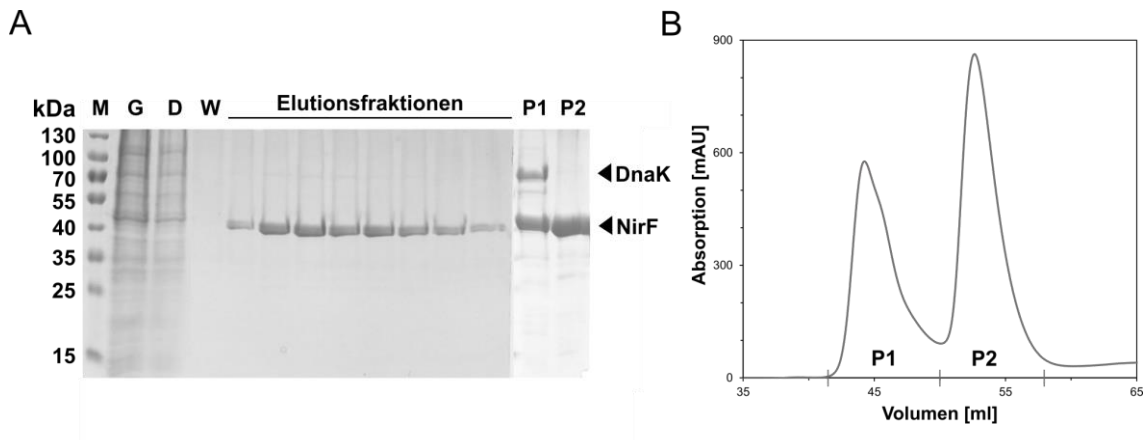 A
kDa M G D W Elutionsfraktionen P1 P2
130
100
70
55
40
35
25
15
DnaK
NirF
B
Absorption [mAU]
900
600
300
0
P1 P2
35 45 55 65
Volumen [ml]